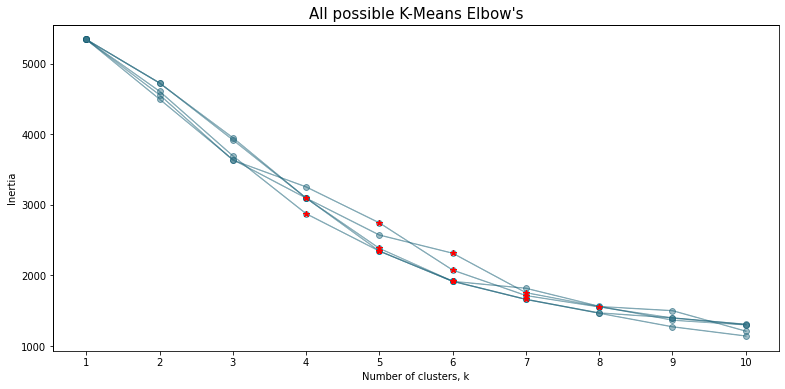 All possible K-Means Elbow's
5000
4000
3000
2000
1000
Inertia
1 2 3 4 5 6 7 8 9 10
Number of clusters, k